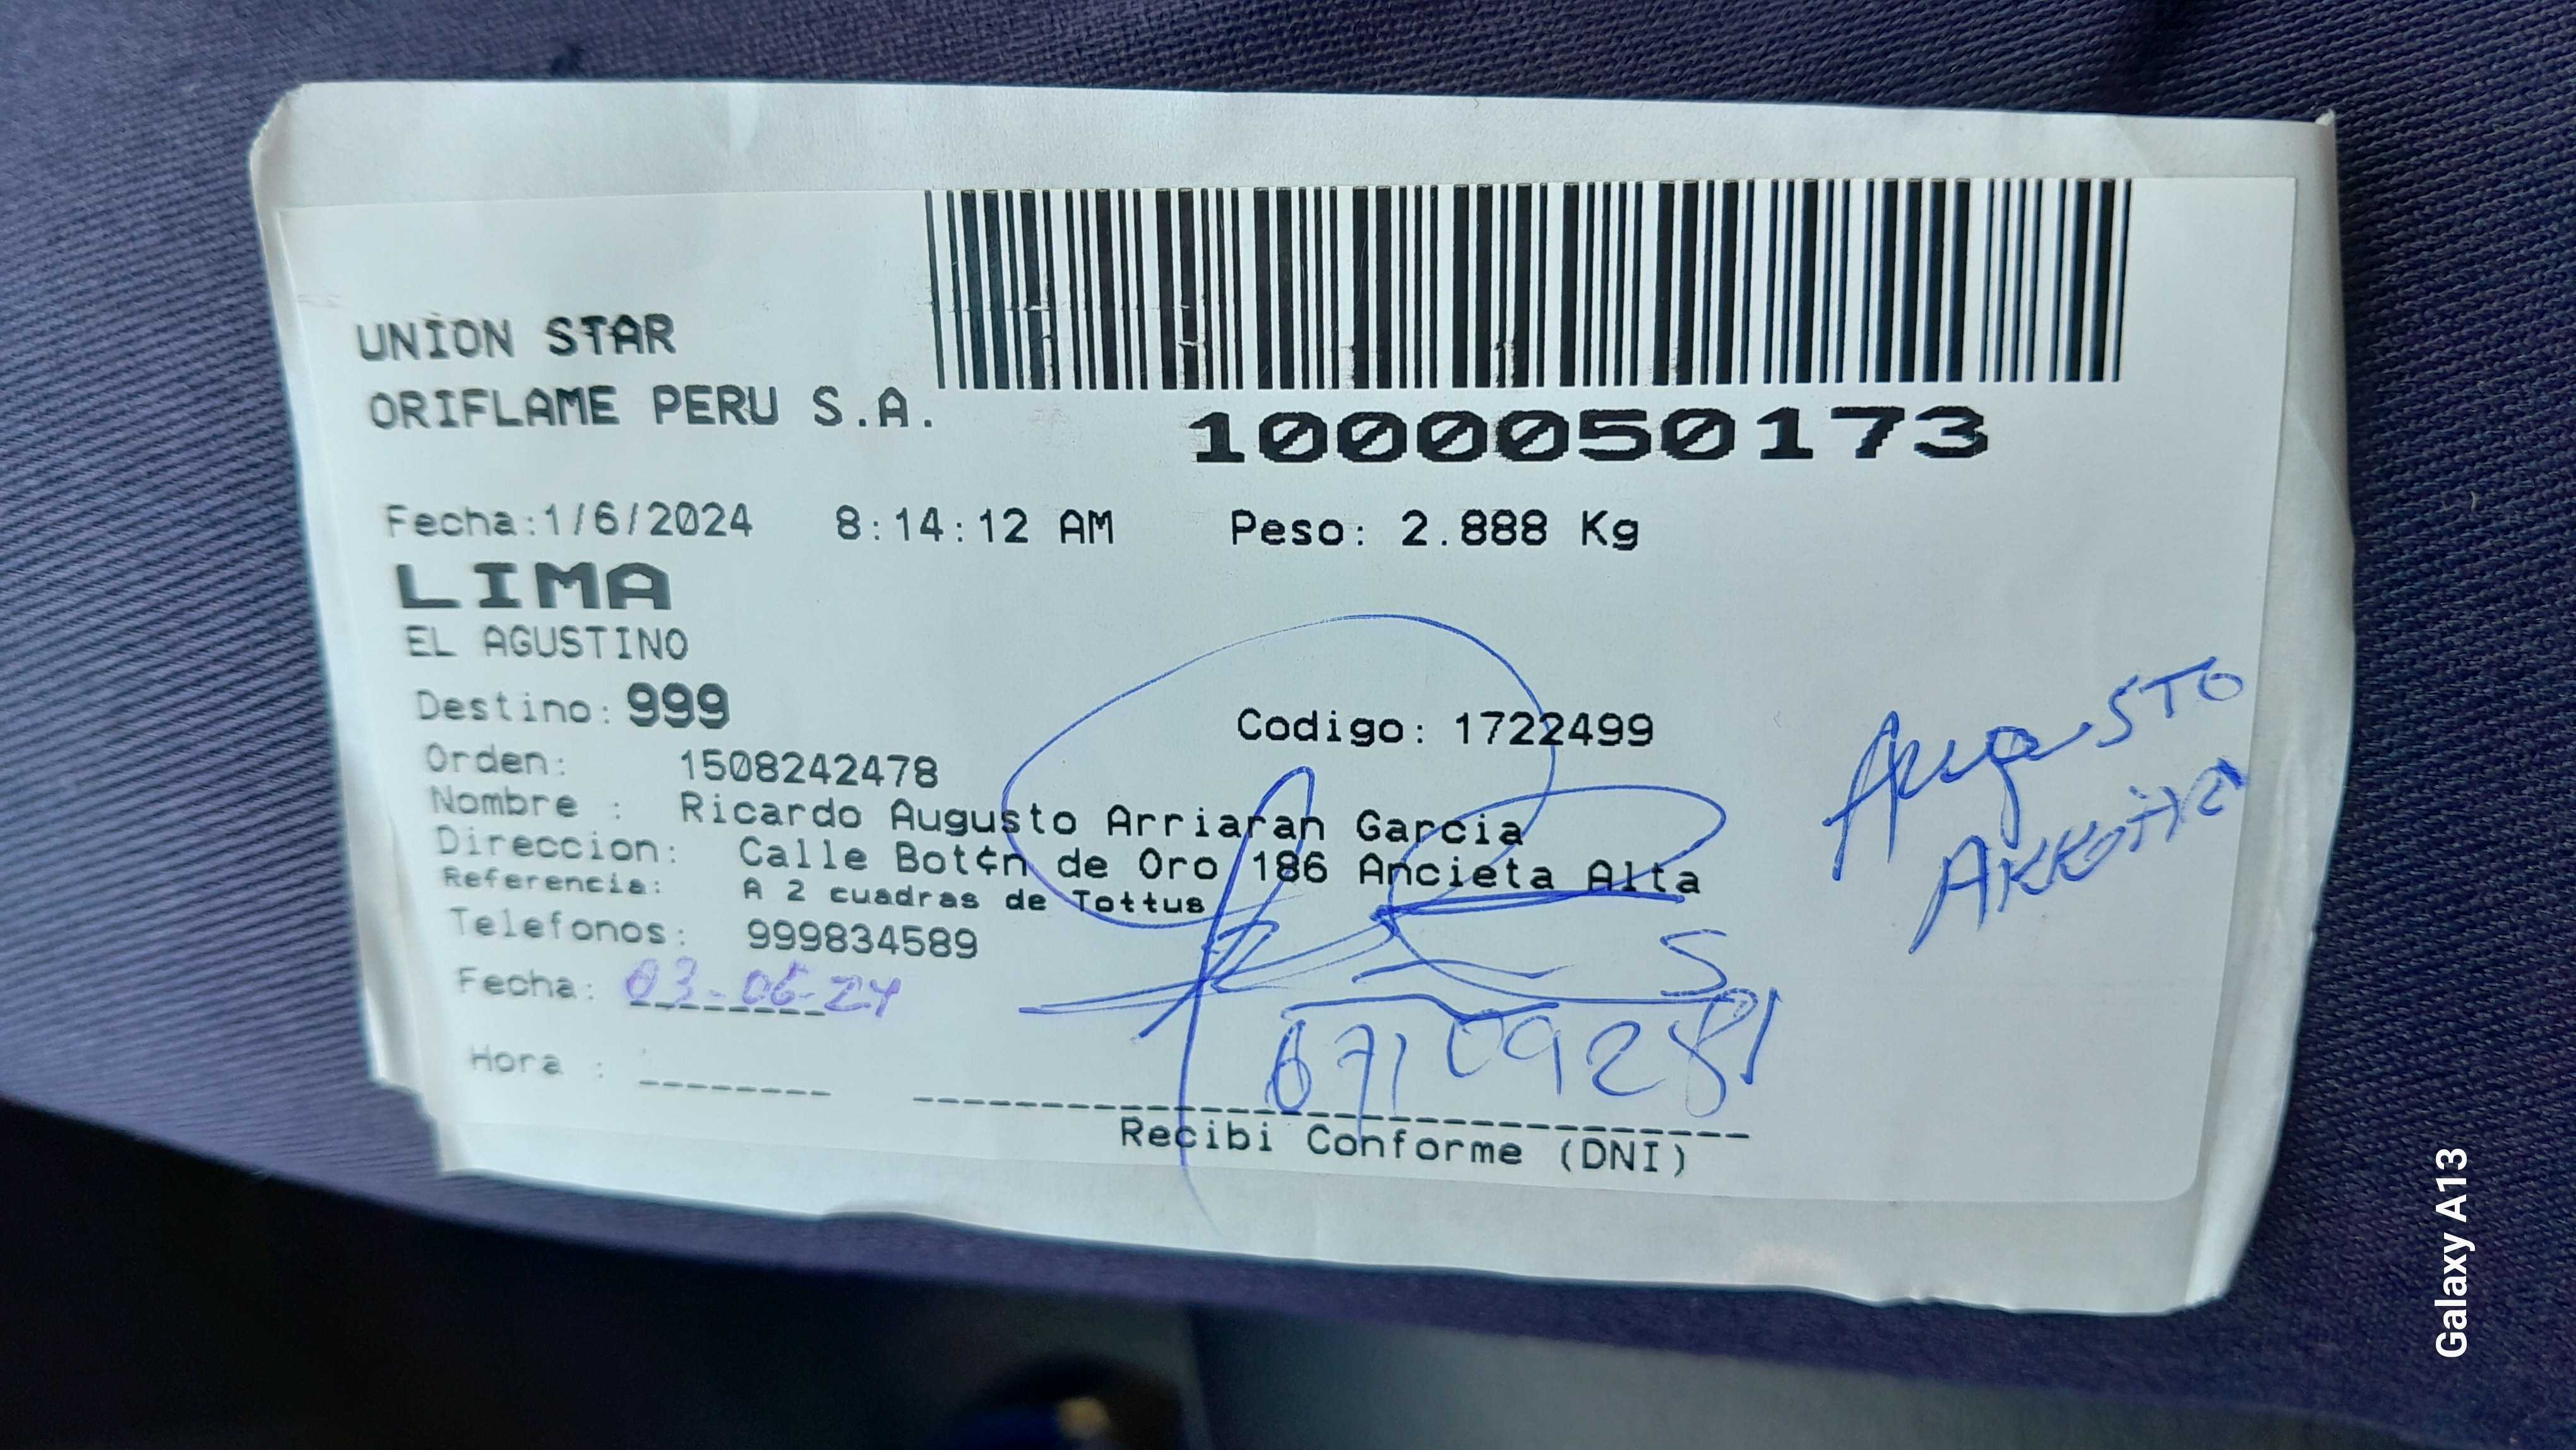 UNION STAR
ORIFLAME PERU S.A.
1000050173
Fecha:1/6/2024 8:14:12 AM Peso: 2.888 Kg
LIMA
EL AGUSTINO
Destino: 999 Codigo: 1722499
Orden: 1508242478
Nombre : Ricardo Augusto Arriaran Garcia
Direccion: Calle Bot¢n de Oro 186 Ancieta Alta
Referencia: A 2 cuadras de Tottus
Telefonos: 999834589
Fecha: 03-06-24
Hora :
Recibi Conforme (DNI)
AugusTO
Galaxy A13